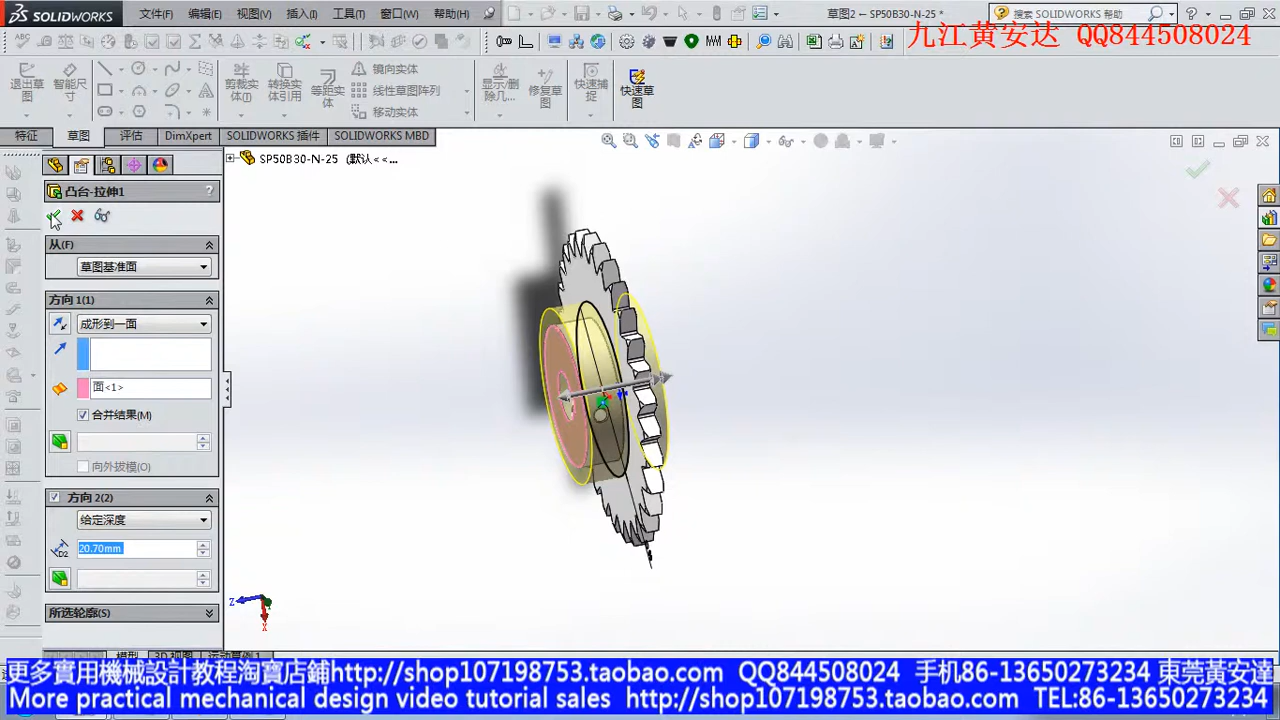 SOLIDWORKS 文件(F) 编辑(E) 视图(V) 插入(I) 工具(T) 窗口(W) 帮助(H) 草图2 - SP50B30-N-25 * 搜索 SOLIDWORKS 帮助
九江黄安达 QQ844508024
退出草图 智能尺寸 剪裁实体(I) 转换实体引用 等距实体 镜向实体 线性草图阵列 移动实体 显示/删除几... 修复草图 快速捕捉 快速草图
特征 草图 评估 DimXpert SOLIDWORKS 插件 SOLIDWORKS MBD
SP50B30-N-25 (默认<<...
凸台-拉伸1 ?
从(F)
草图基准面
方向1(1)
成形到一面
面<1>
合并结果(M)
向外拔模(O)
方向2(2)
给定深度
D2 20.70mm
所选轮廓(S)
Z
X
模型 3D 视图 运动算例 1
更多實用機械設計教程淘寶店鋪http://shop107198753.taobao.com QQ844508024 手机86-13650273234 東莞黃安達
More practical mechanical design video tutorial sales http://shop107198753.taobao.com TEL:86-13650273234